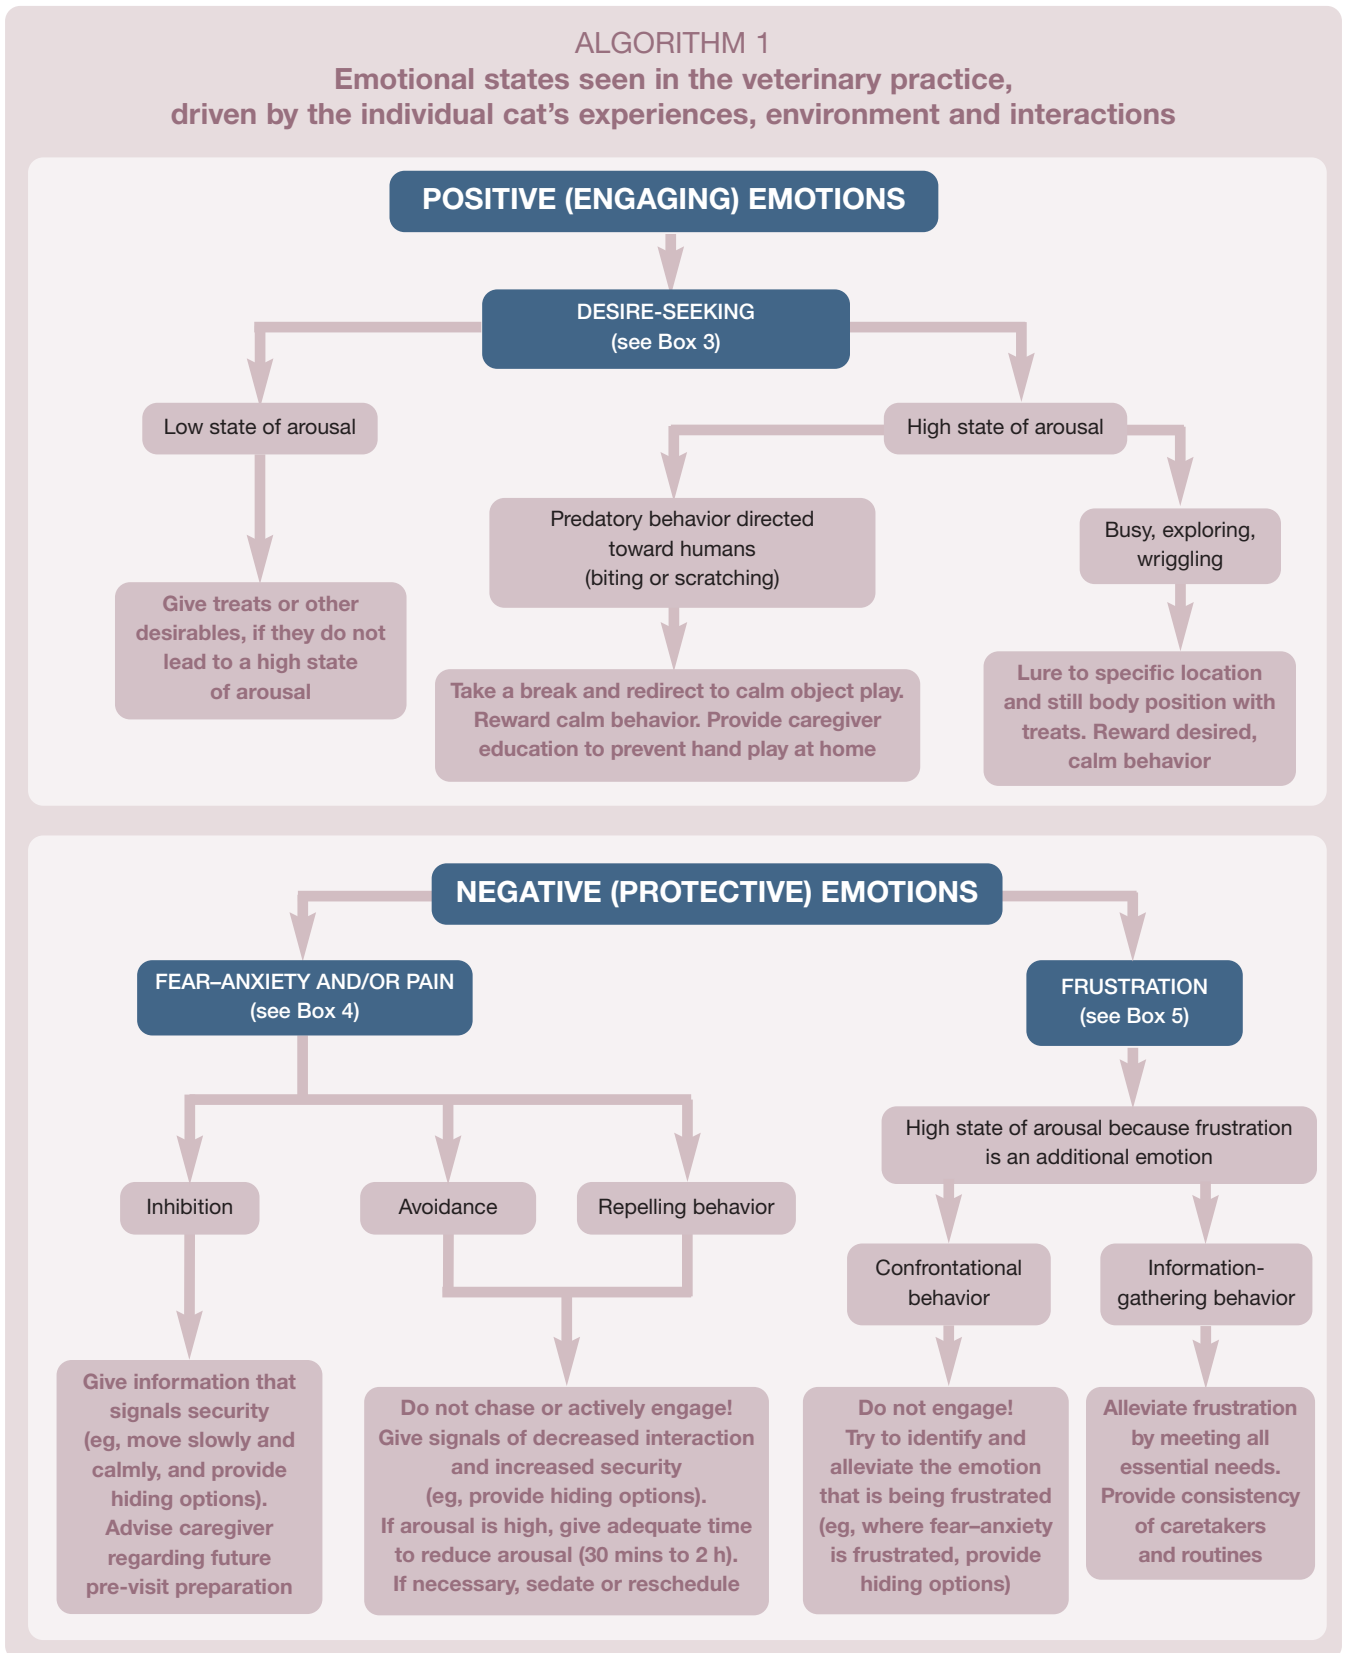 ALGORITHM 1
Emotional states seen in the veterinary practice,
driven by the individual cat’s experiences, environment and interactions
POSITIVE (ENGAGING) EMOTIONS
DESIRE-SEEKING
(see Box 3)
Low state of arousal
High state of arousal
Predatory behavior directed
toward humans
(biting or scratching)
Busy, exploring,
wriggling
Give treats or other
desirables, if they do not
lead to a high state
of arousal
Take a break and redirect to calm object play.
Reward calm behavior. Provide caregiver
education to prevent hand play at home
Lure to specific location
and still body position with
treats. Reward desired,
calm behavior
NEGATIVE (PROTECTIVE) EMOTIONS
FEAR–ANXIETY AND/OR PAIN
(see Box 4)
FRUSTRATION
(see Box 5)
High state of arousal because frustration
is an additional emotion
Inhibition
Avoidance
Repelling behavior
Confrontational
behavior
Information-
gathering behavior
Give information that
signals security
(eg, move slowly and
calmly, and provide
hiding options).
Advise caregiver
regarding future
pre-visit preparation
Do not chase or actively engage!
Give signals of decreased interaction
and increased security
(eg, provide hiding options).
If arousal is high, give adequate time
to reduce arousal (30 mins to 2 h).
If necessary, sedate or reschedule
Do not engage!
Try to identify and
alleviate the emotion
that is being frustrated
(eg, where fear–anxiety
is frustrated, provide
hiding options)
Alleviate frustration
by meeting all
essential needs.
Provide consistency
of caretakers
and routines